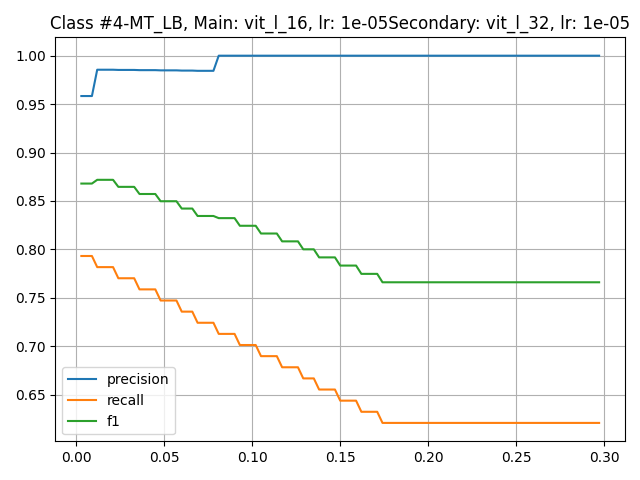 Class #4-MT_LB, Main: vit_l_16, lr: 1e-05Secondary: vit_l_32, lr: 1e-05
1.00
0.95
0.90
0.85
0.80
0.75
0.70
0.65
precision
recall
f1
0.00 0.05 0.10 0.15 0.20 0.25 0.30